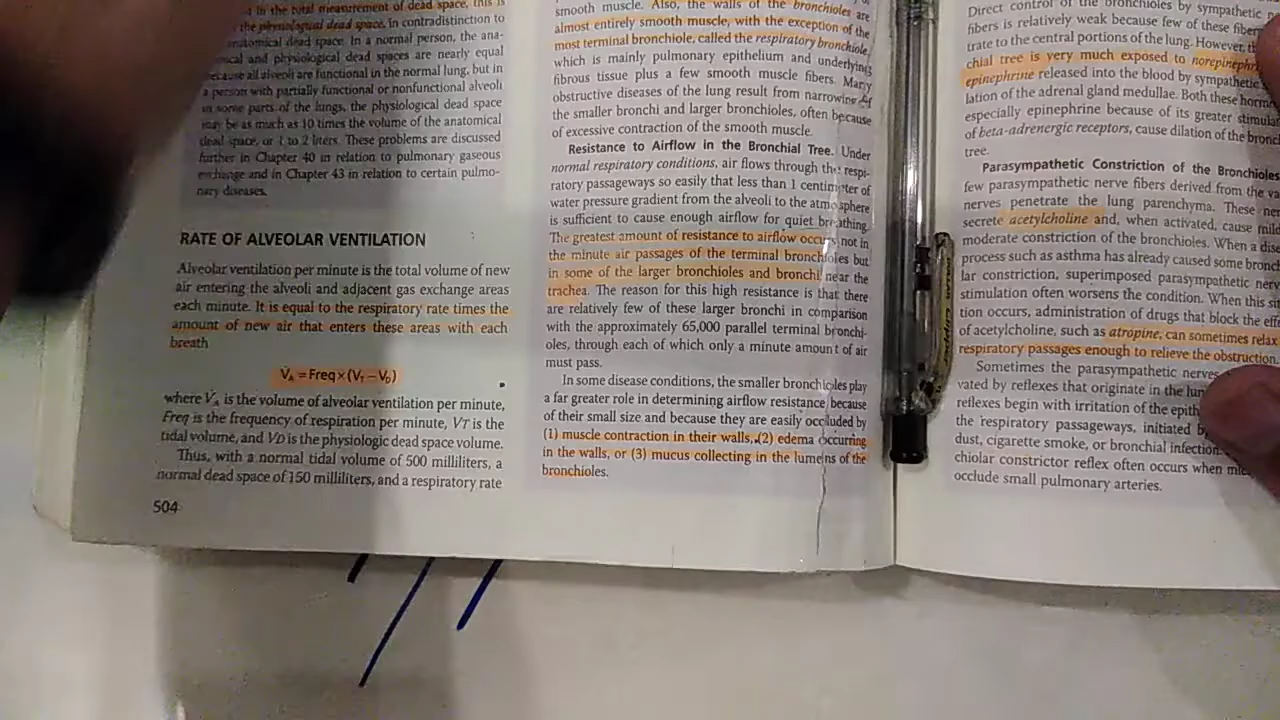 in the total measurement of dead space, this is
the physiological dead space, in contradistinction to
anatomical dead space. In a normal person, the ana-
ical and physiological dead spaces are nearly equal
because all alveoli are functional in the normal lung, but in
a person with partially functional or nonfunctional alveoli
in some parts of the lungs, the physiological dead space
may be as much as 10 times the volume of the anatomical
dead space, or 1 to 2 liters. These problems are discussed
further in Chapter 40 in relation to pulmonary gaseous
exchange and in Chapter 43 in relation to certain pulmo-
nary diseases.
RATE OF ALVEOLAR VENTILATION
Alveolar ventilation per minute is the total volume of new
air entering the alveoli and adjacent gas exchange areas
each minute. It is equal to the respiratory rate times the
amount of new air that enters these areas with each
breath
V̇A = Freq × (VT − VD)
where V̇A is the volume of alveolar ventilation per minute,
Freq is the frequency of respiration per minute, VT is the
tidal volume, and VD is the physiologic dead space volume.
Thus, with a normal tidal volume of 500 milliliters, a
normal dead space of 150 milliliters, and a respiratory rate
504
smooth muscle. Also, the walls of the bronchioles are
almost entirely smooth muscle, with the exception of the
most terminal bronchiole, called the respiratory bronchiole,
which is mainly pulmonary epithelium and underlying
fibrous tissue plus a few smooth muscle fibers. Many
obstructive diseases of the lung result from narrowing of
the smaller bronchi and larger bronchioles, often because
of excessive contraction of the smooth muscle.
Resistance to Airflow in the Bronchial Tree. Under
normal respiratory conditions, air flows through the respi-
ratory passageways so easily that less than 1 centimeter of
water pressure gradient from the alveoli to the atmosphere
is sufficient to cause enough airflow for quiet breathing.
The greatest amount of resistance to airflow occurs not in
the minute air passages of the terminal bronchioles but
in some of the larger bronchioles and bronchi near the
trachea. The reason for this high resistance is that there
are relatively few of these larger bronchi in comparison
with the approximately 65,000 parallel terminal bronchi-
oles, through each of which only a minute amount of air
must pass.
In some disease conditions, the smaller bronchioles play
a far greater role in determining airflow resistance because
of their small size and because they are easily occluded by
(1) muscle contraction in their walls, (2) edema occurring
in the walls, or (3) mucus collecting in the lumens of the
bronchioles.
Direct control of the bronchioles by sympathetic
fibers is relatively weak because few of these fibers
trate to the central portions of the lung. However, the
chial tree is very much exposed to norepinephr
epinephrine released into the blood by sympathetic
lation of the adrenal gland medullae. Both these horm
especially epinephrine because of its greater stimulat
of beta-adrenergic receptors, cause dilation of the bronc
tree.
Parasympathetic Constriction of the Bronchioles
few parasympathetic nerve fibers derived from the va
nerves penetrate the lung parenchyma. These ner
secrete acetylcholine and, when activated, cause mild
moderate constriction of the bronchioles. When a dise
process such as asthma has already caused some bronc
lar constriction, superimposed parasympathetic nerv
stimulation often worsens the condition. When this si
tion occurs, administration of drugs that block the eff
of acetylcholine, such as atropine, can sometimes relax
respiratory passages enough to relieve the obstruction.
Sometimes the parasympathetic nerves
vated by reflexes that originate in the lun
reflexes begin with irritation of the epith
the respiratory passageways, initiated b
dust, cigarette smoke, or bronchial infection.
chiolar constrictor reflex often occurs when mic
occlude small pulmonary arteries.